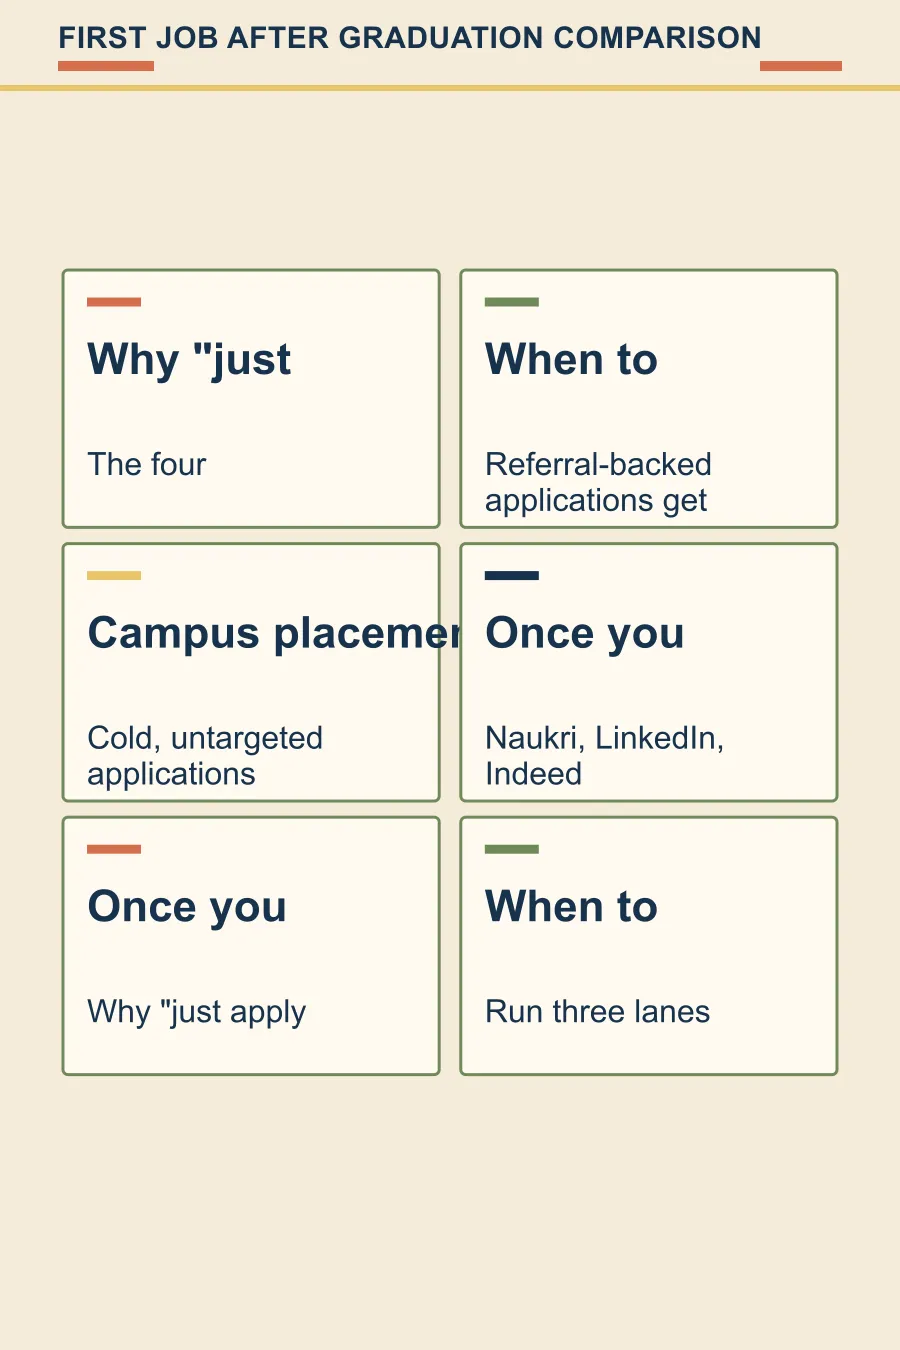 FIRST JOB AFTER GRADUATION COMPARISON
Why "just
The four
When to
Referral-backed
applications get
Campus placemen
Cold, untargeted
applications
Once you
Naukri, LinkedIn,
Indeed
Once you
Why "just apply
When to
Run three lanes